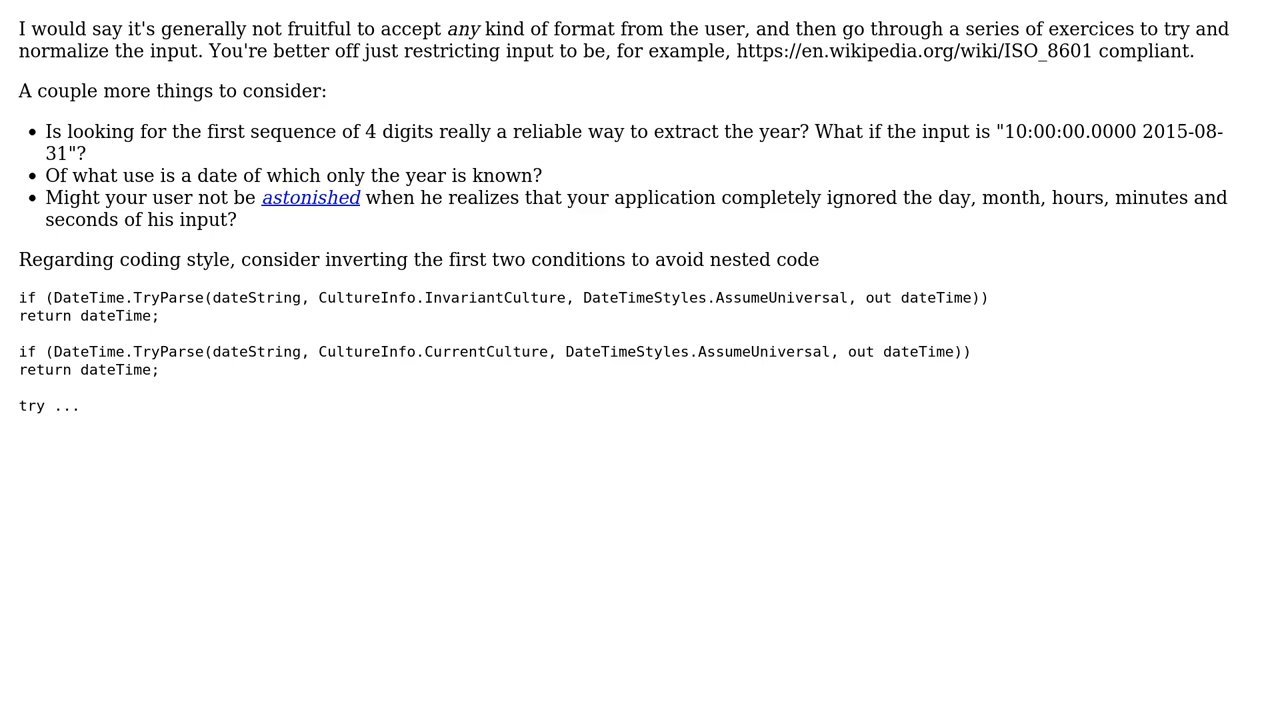 I would say it's generally not fruitful to accept any kind of format from the user, and then go through a series of exercices to try and
normalize the input. You're better off just restricting input to be, for example, https://en.wikipedia.org/wiki/ISO_8601 compliant.
A couple more things to consider:
• Is looking for the first sequence of 4 digits really a reliable way to extract the year? What if the input is "10:00:00.0000 2015-08-
31"?
• Of what use is a date of which only the year is known?
• Might your user not be astonished when he realizes that your application completely ignored the day, month, hours, minutes and
seconds of his input?
Regarding coding style, consider inverting the first two conditions to avoid nested code
if (DateTime.TryParse(dateString, CultureInfo.InvariantCulture, DateTimeStyles.AssumeUniversal, out dateTime))
return dateTime;
if (DateTime.TryParse(dateString, CultureInfo.CurrentCulture, DateTimeStyles.AssumeUniversal, out dateTime))
return dateTime;
try ...